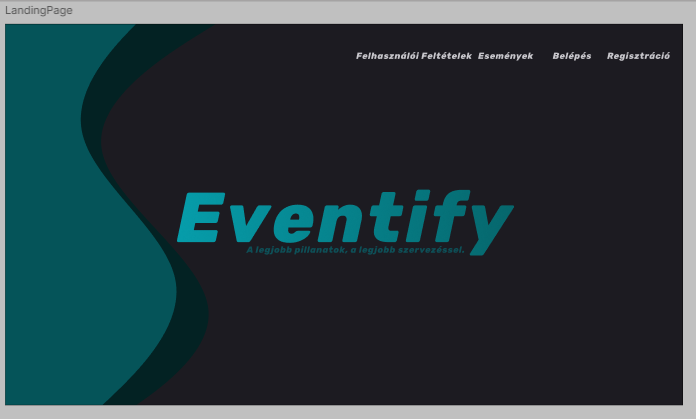 LandingPage
Felhasználói Feltételek Események Belépés Regisztráció
Eventify
A legjobb pillanatok, a legjobb szervezéssel.